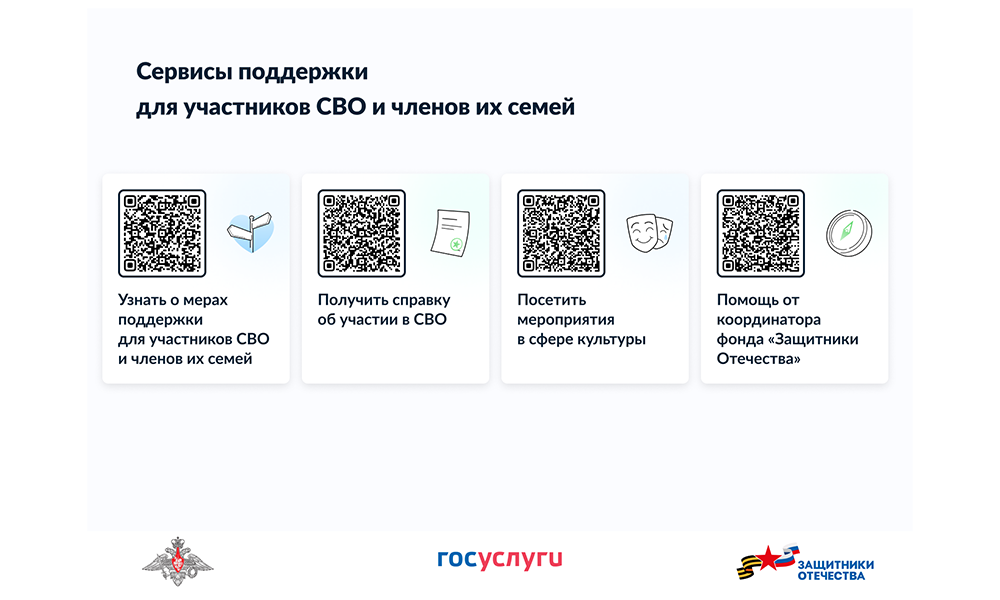 Сервисы поддержки
для участников СВО и членов их семей
Узнать о мерах
поддержки
для участников СВО
и членов их семей
Получить справку
об участии в СВО
Посетить
мероприятия
в сфере культуры
Помощь от
координатора
фонда «Защитники
Отечества»
госуслуги
ЗАЩИТНИКИ
ОТЕЧЕСТВА